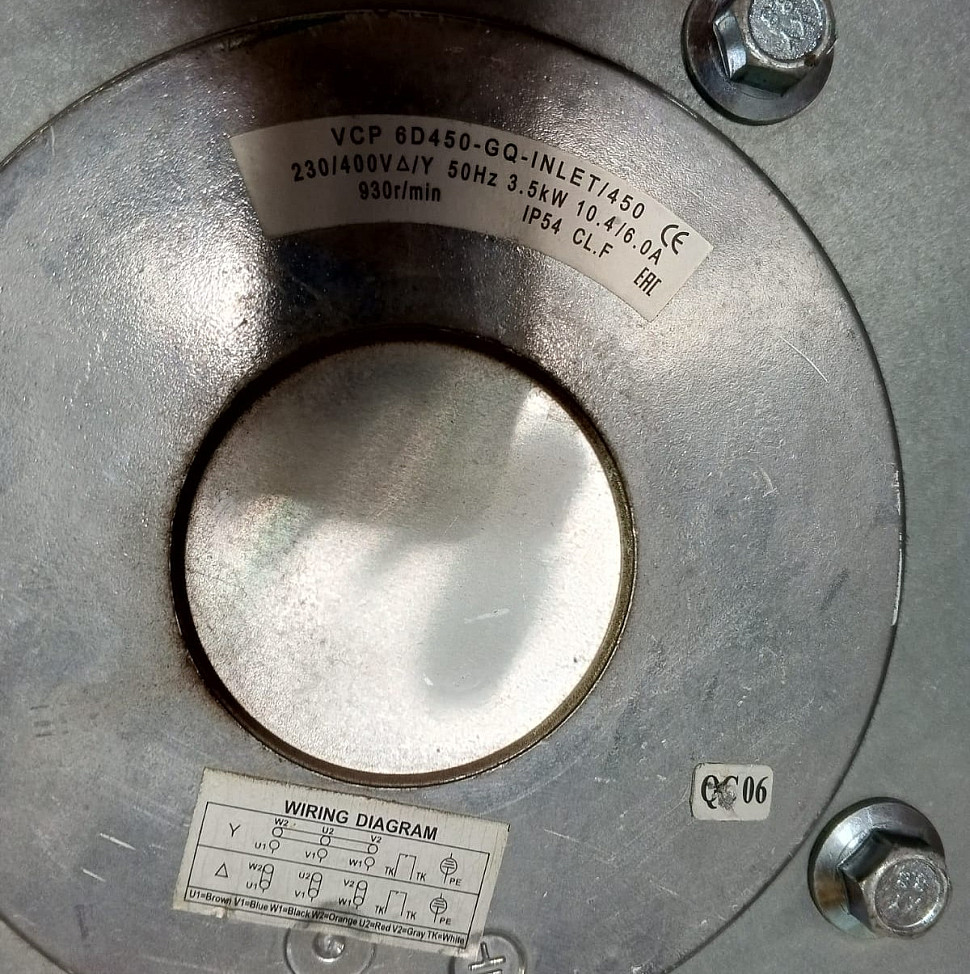 VCP 6D450-GQ-INLET/450
230/400VΔ/Y 50Hz 3.5kW 10.4/6.0A CE
930r/min IP54 CL.F EAC
QC 06
WIRING DIAGRAM
W2 U2 V2
Y
U1 V1 W1 TK TK PE
W2 U2 V2
Δ
U1 V1 W1 TK TK PE
U1=Brown V1=Blue W1=Black W2=Orange U2=Red V2=Gray TK=White